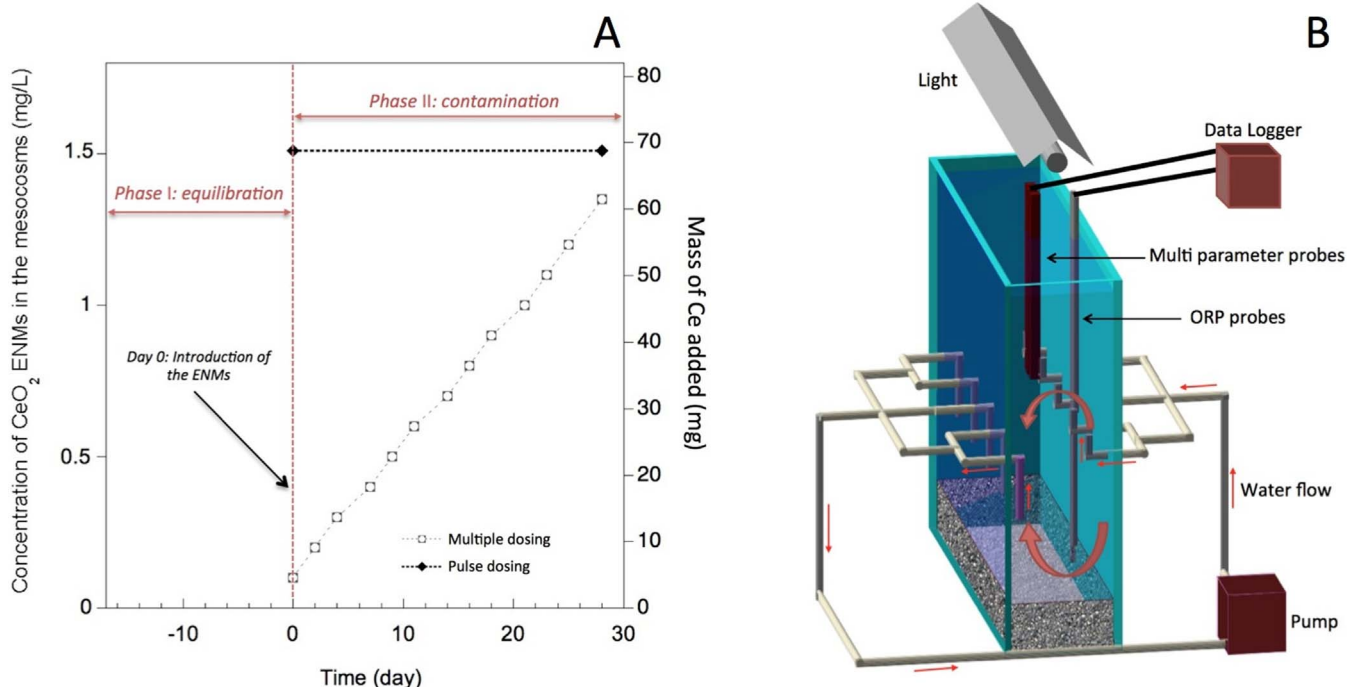 A
Concentration of CeO2 ENMs in the mesocosms (mg/L)
1.5
1
0.5
0
Phase I: equilibration
Phase II: contamination
Day 0: Introduction of
the ENMs
Multiple dosing
Pulse dosing
-10
0
10
20
30
Time (day)
80
70
60
50
40
30
20
10
0
Mass of Ce added (mg)
B
Light
Data Logger
Multi parameter probes
ORP probes
Water flow
Pump